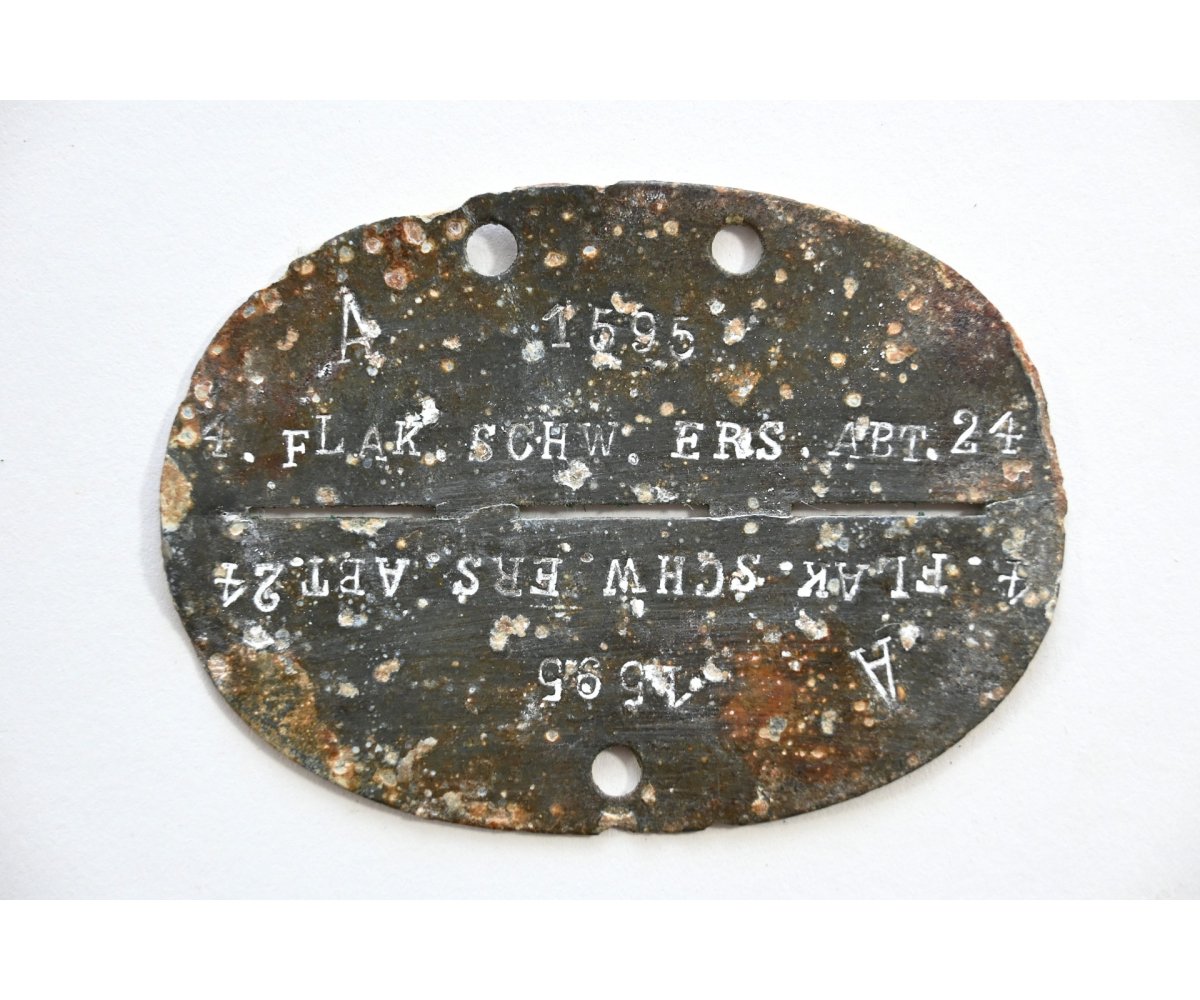 A 1595
4. FLAK. SCHW. ERS. ABT. 24
4. FLAK. SCHW. ERS. ABT. 24
A 1595